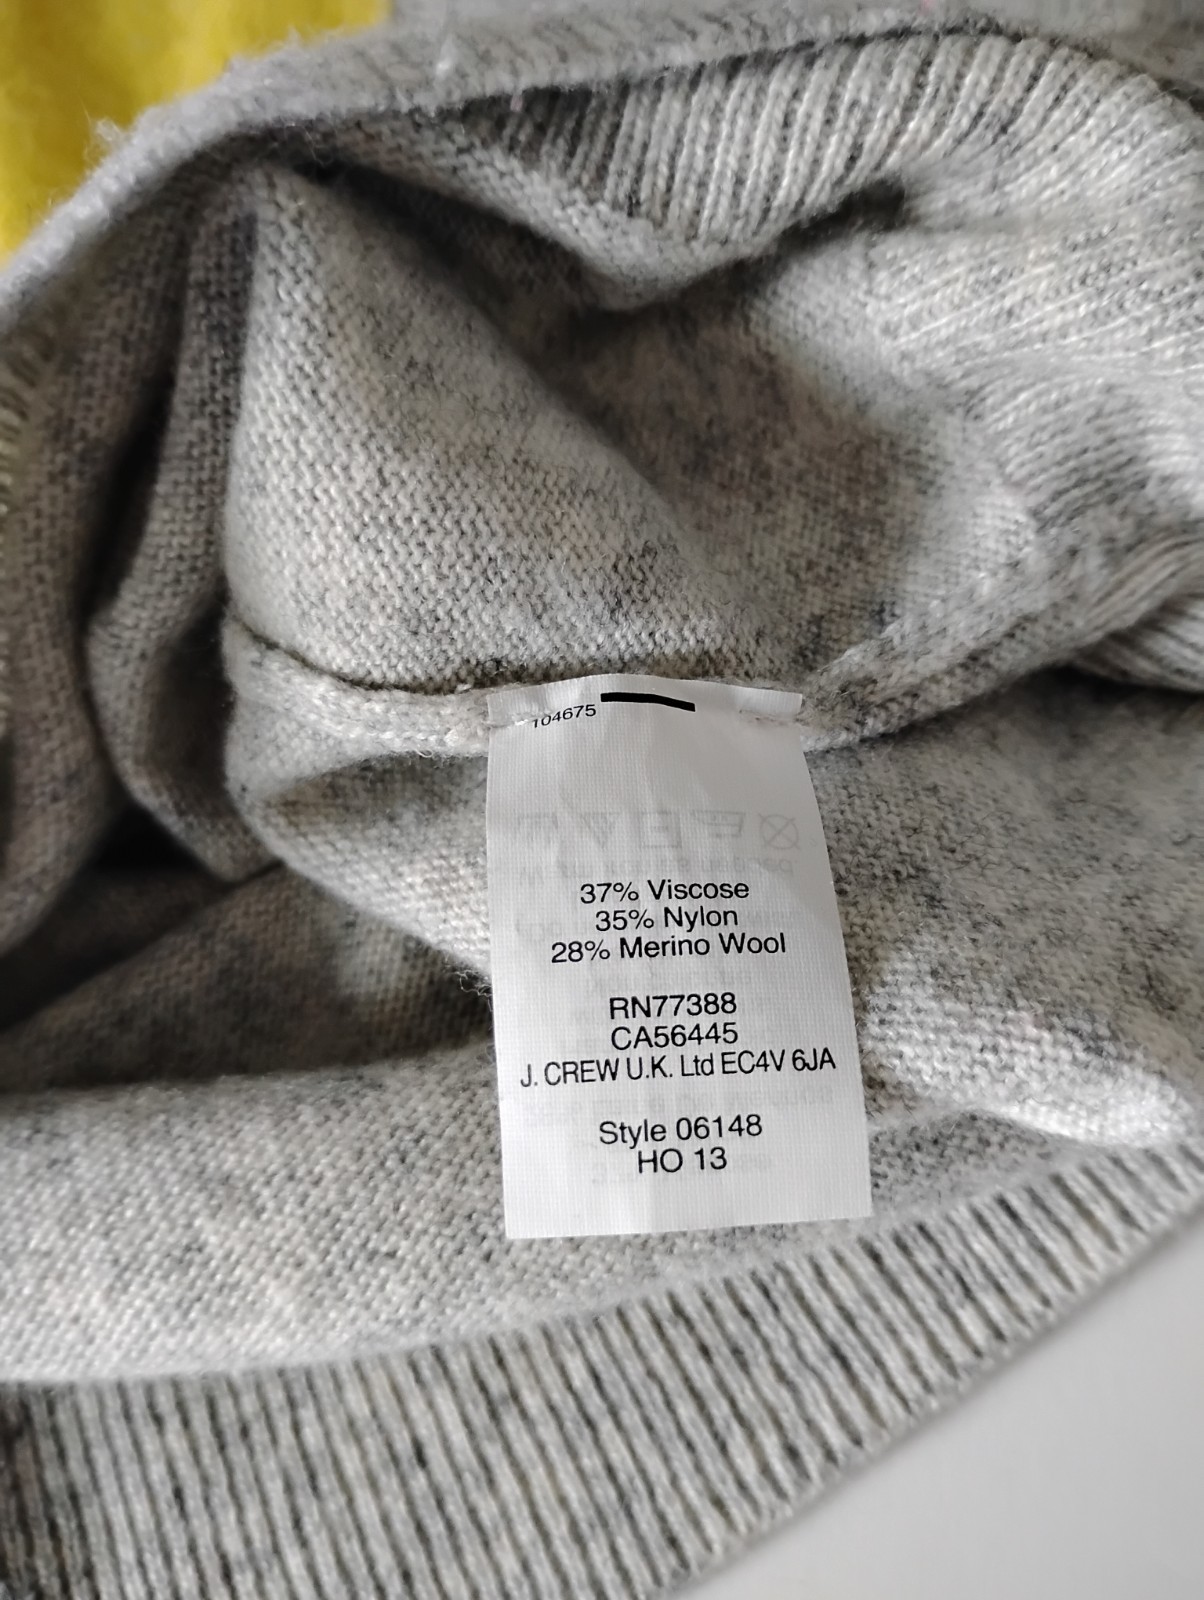 104675
37% Viscose
35% Nylon
28% Merino Wool
RN77388
CA56445
J. CREW U.K. Ltd EC4V 6JA
Style 06148
HO 13